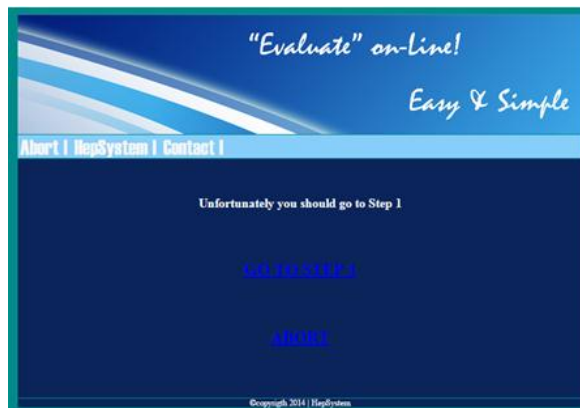 “Evaluate” on-Line!
Easy & Simple
Abort | HepSystem | Contact |
Unfortunately you should go to Step 1
GO TO STEP 1
ABORT
©copyrigth 2014 | HepSystem